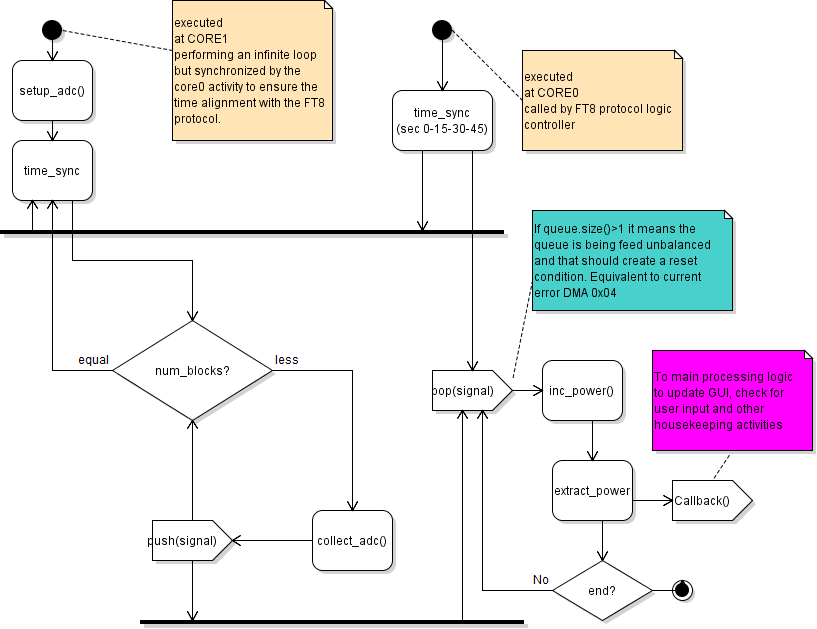 executed
at CORE1
performing an infinite loop
but synchronized by the
core0 activity to ensure the
time alignment with the FT8
protocol.
setup_adc()
time_sync
time_sync
(sec 0-15-30-45)
executed
at CORE0
called by FT8 protocol logic
controller
If queue.size()>1 it means the
queue is being feed unbalanced
and that should create a reset
condition. Equivalent to current
error DMA 0x04
equal
num_blocks?
less
pop(signal)
inc_power()
To main processing logic
to update GUI, check for
user input and other
housekeeping activities
extract_power
Callback()
push(signal)
collect_adc()
No
end?